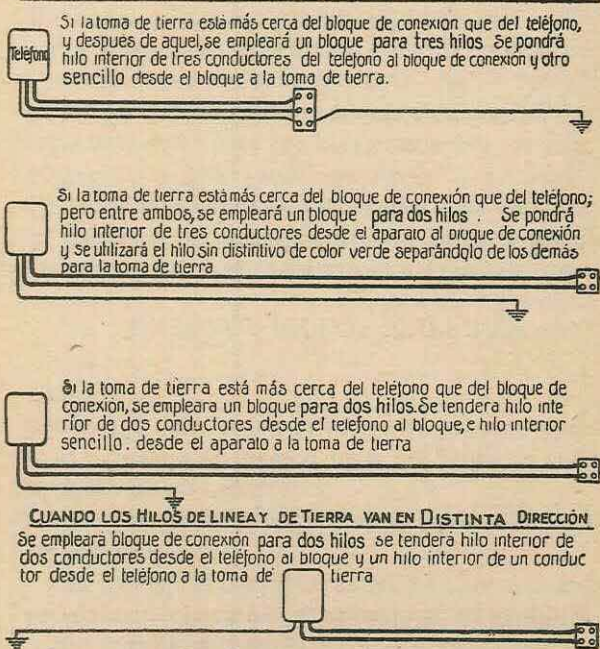 Si la toma de tierra está más cerca del bloque de conexion que del teléfono,
y después de aquel, se empleará un bloque para tres hilos Se pondrá
Teléfono
hilo interior de tres conductores del telefono al bloque de conexión y otro
sencillo desde el bloque a la toma de tierra.
Si la toma de tierra está más cerca del bloque de conexión que del telefono;
pero entre ambos, se empleará un bloque para dos hilos . Se pondrá
hilo interior de tres conductores desde el aparato al bloque de conexión
y se utilizará el hilo sin distintivo de color verde separándolo de los demás
para la toma de tierra
Si la toma de tierra está más cerca del teléfono que del bloque de
conexión, se empleara un bloque para dos hilos. Se tendera hilo inte
rior de dos conductores desde el telefono al bloque, e hilo interior
sencillo. desde el aparato a la toma de tierra
CUANDO LOS HILOS DE LINEA Y DE TIERRA VAN EN DISTINTA DIRECCIÓN
Se empleará bloque de conexión para dos hilos se tenderá hilo interior de
dos conductores desde el teléfono al bloque y un hilo interior de un conduc
tor desde el teléfono a la toma de tierra